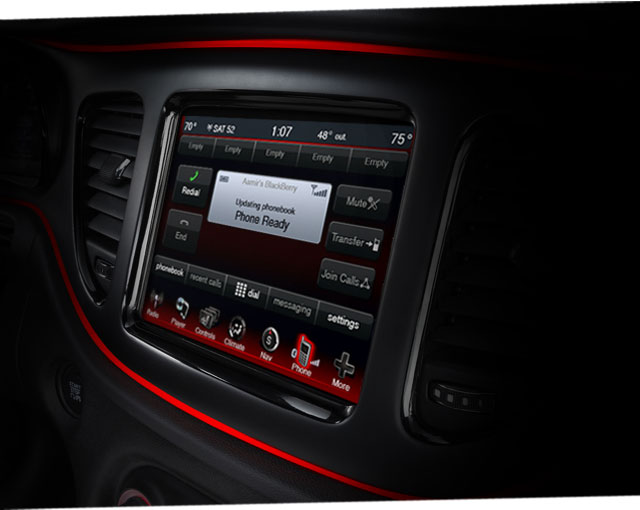 70° SAT 52 1:07 48° out. 75°
Empty Empty Empty Empty Empty
Redial
Aamir's BlackBerry
Updating phonebook
Phone Ready
Mute
End
Transfer
Join Calls
phonebook recent calls dial messaging settings
Radio Player Controls Climate Nav Phone More